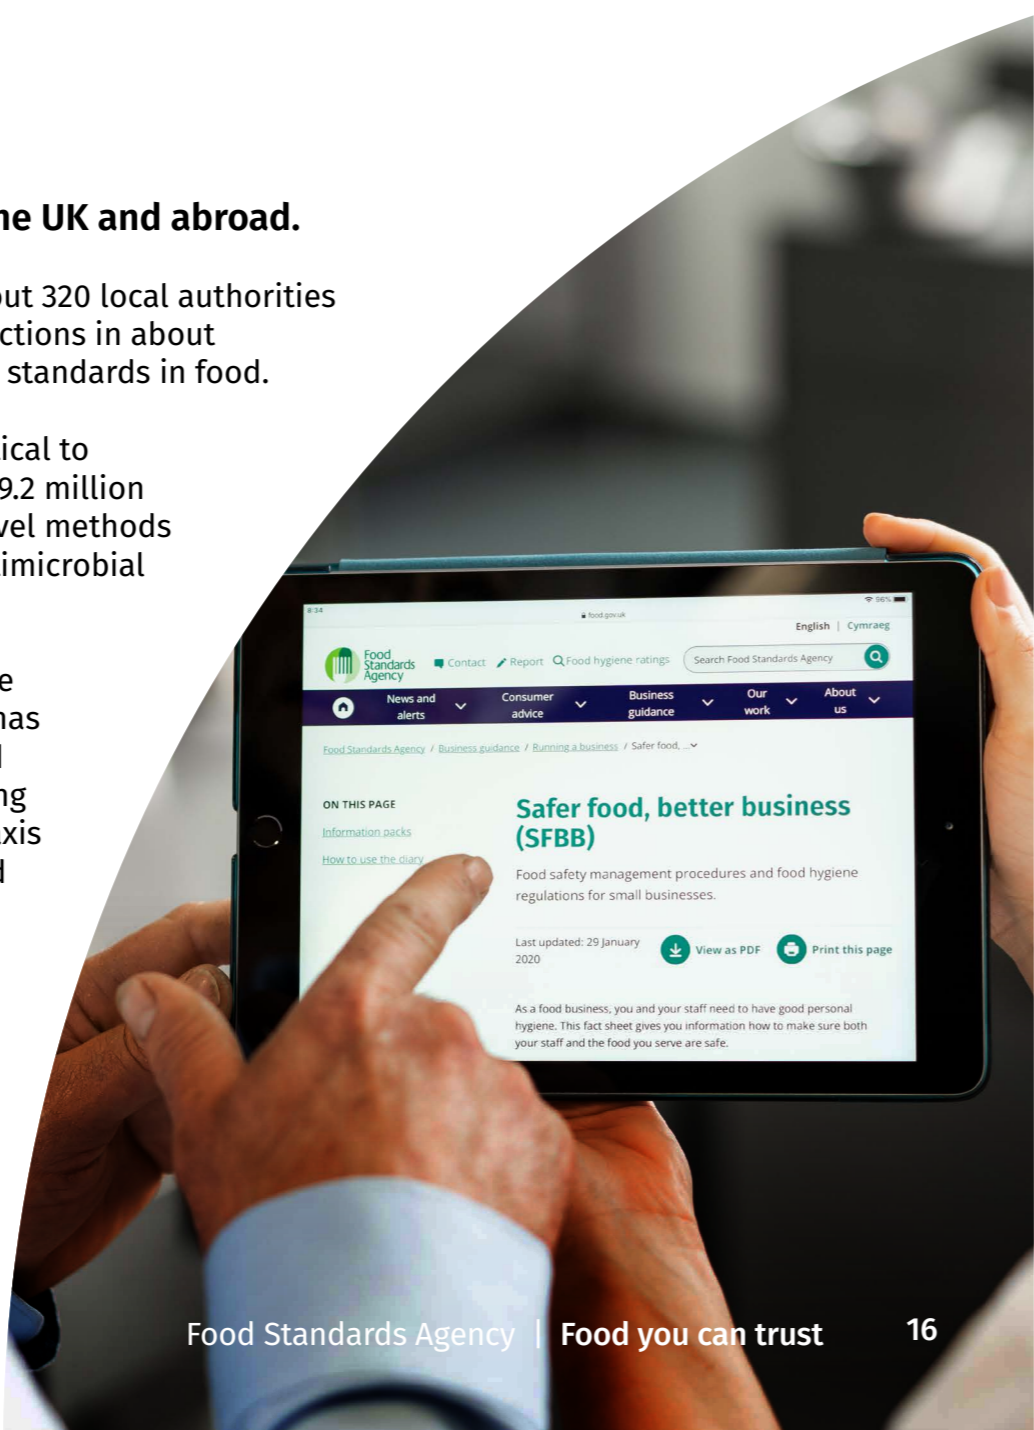 he UK and abroad.
out 320 local authorities
ctions in about
standards in food.
ical to
9.2 million
vel methods
imicrobial
e
has
ng
axis
d
8:34
food.gov.uk
96%
English | Cymraeg
Food
Standards
Agency
Contact
Report
Food hygiene ratings
Search Food Standards Agency
News and
alerts
Consumer
advice
Business
guidance
Our
work
About
us
Food Standards Agency / Business guidance / Running a business / Safer food, ...
ON THIS PAGE
Information packs
How to use the diary
Safer food, better business
(SFBB)
Food safety management procedures and food hygiene
regulations for small businesses.
Last updated: 29 January
2020
View as PDF
Print this page
As a food business, you and your staff need to have good personal
hygiene. This fact sheet gives you information how to make sure both
your staff and the food you serve are safe.
Food Standards Agency | Food you can trust 16